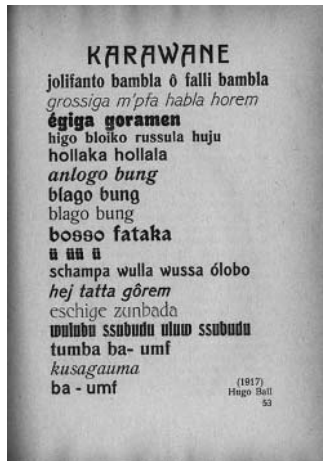 KARAWANE
jolifanto bambla ô falli bambla
grossiga m'pfa habla horem
égiga goramen
higo bloiko russula huju
hollaka hollala
anlogo bung
blago bung
blago bung
bosso fataka
ü üü ü
schampa wulla wussa ólobo
hej tatta gôrem
eschige zunbada
wulubu ssubudu uluw ssubudu
tumba ba- umf
kusagauma
ba - umf
(1917)
Hugo Ball
53